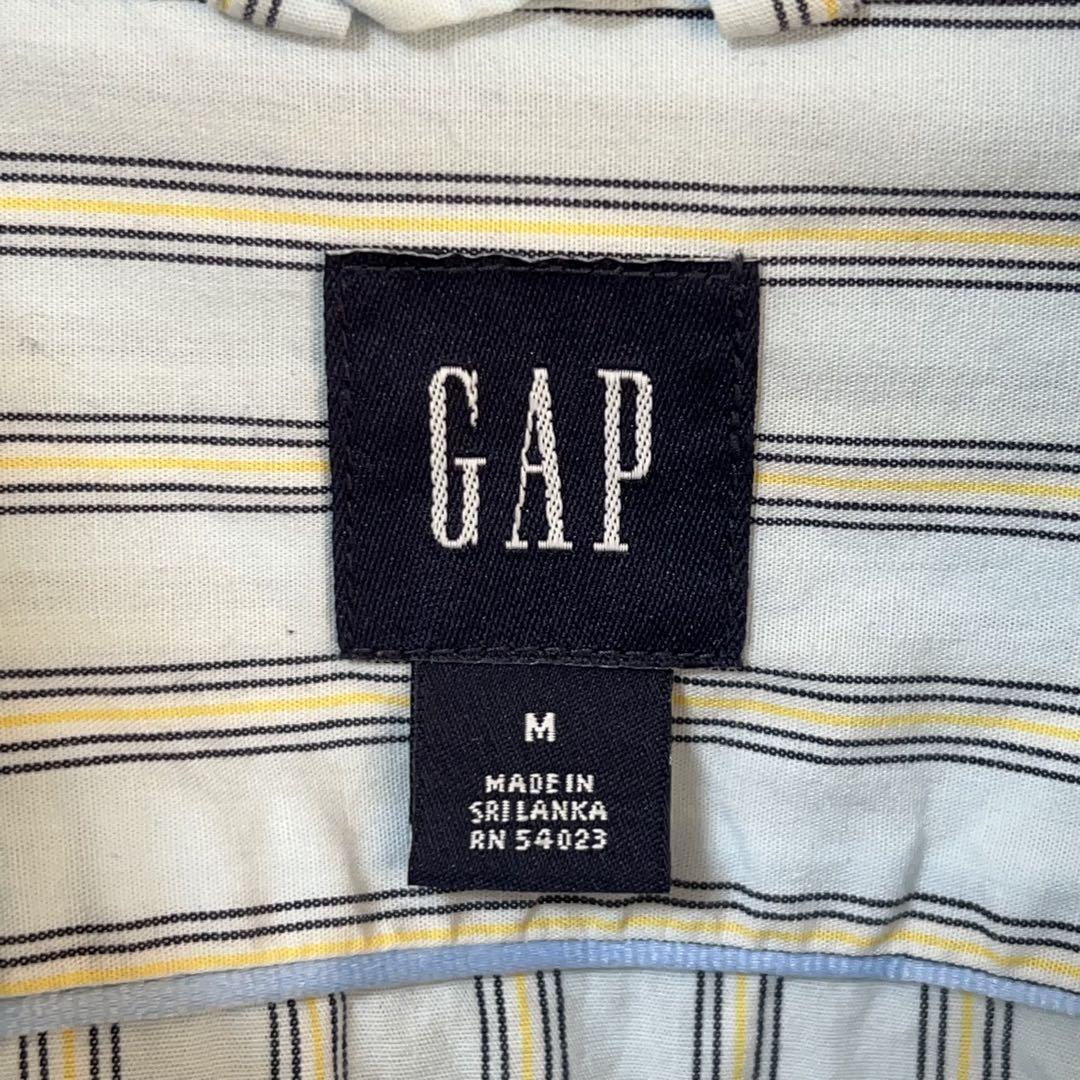 GAP
M
MADE IN
SRI LANKA
RN 54023